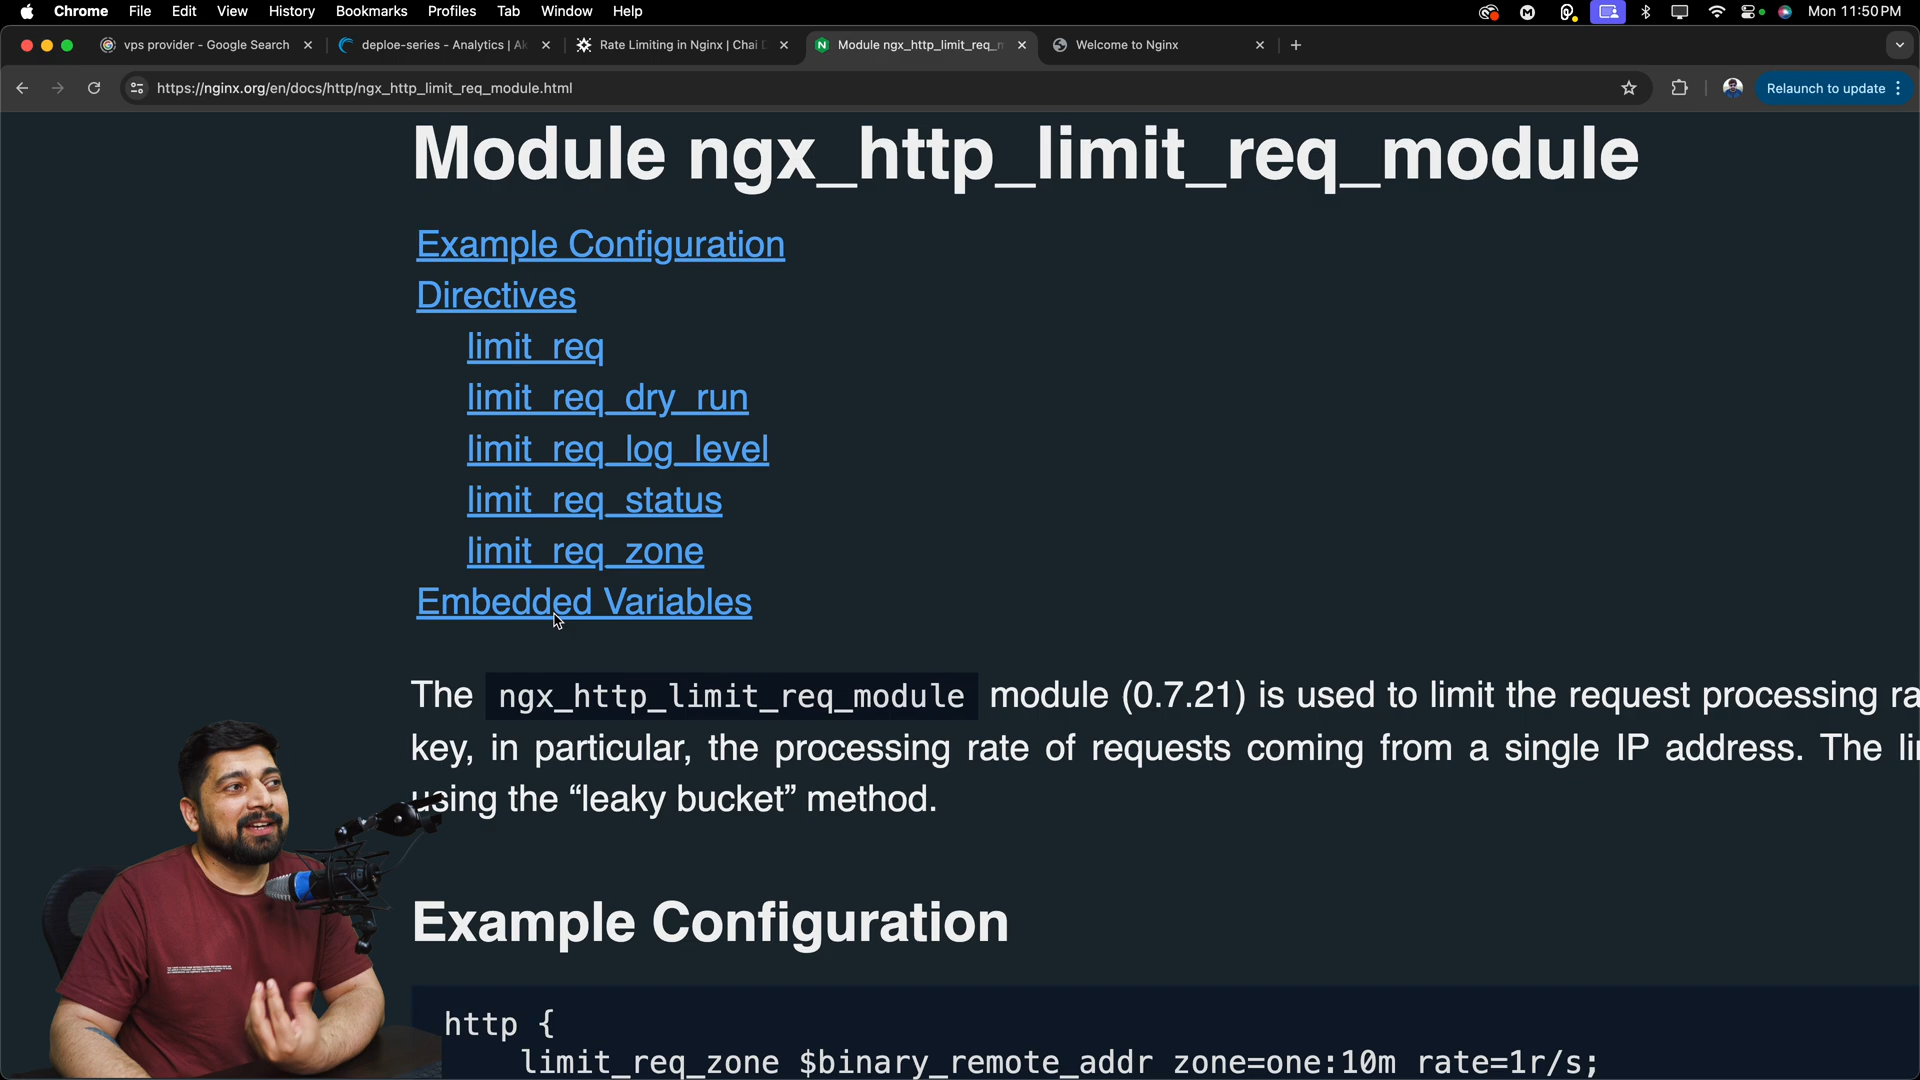 Chrome File Edit View History Bookmarks Profiles Tab Window Help Mon 11:50 PM
vps provider - Google Search deploe-series - Analytics | Ak Rate Limiting in Nginx | Chai D Module ngx_http_limit_req_m Welcome to Nginx
https://nginx.org/en/docs/http/ngx_http_limit_req_module.html Relaunch to update
Module ngx_http_limit_req_module
Example Configuration
Directives
limit_req
limit_req_dry_run
limit_req_log_level
limit_req_status
limit_req_zone
Embedded Variables
The ngx_http_limit_req_module module (0.7.21) is used to limit the request processing ra
key, in particular, the processing rate of requests coming from a single IP address. The li
using the “leaky bucket” method.
Example Configuration
http {
limit_req_zone $binary_remote_addr zone=one:10m rate=1r/s;